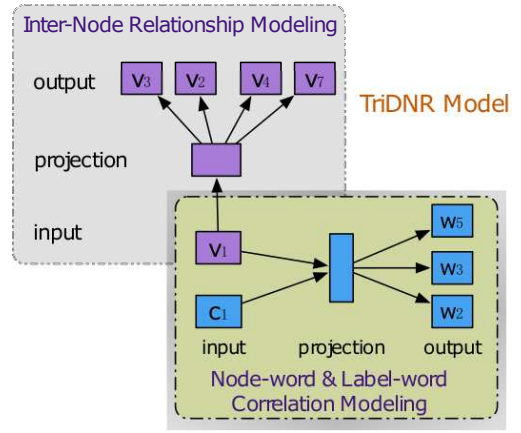 Inter-Node Relationship Modeling
output
v3 v2 v4 v7
TriDNR Model
projection
input
v1
c1
w5
w3
w2
input projection output
Node-word & Label-word
Correlation Modeling